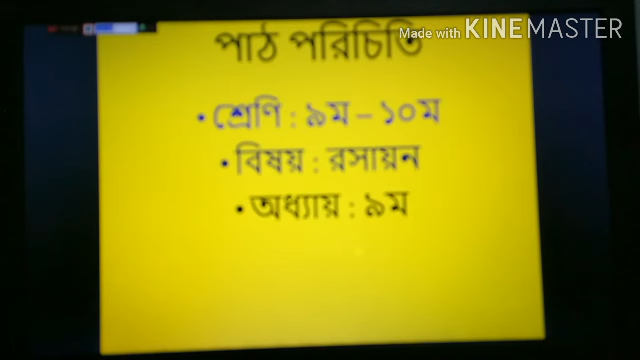 Made with KINEMASTER
পাঠ পরিচিতি
• শ্রেণি : ৯ম – ১০ম
• বিষয় : রসায়ন
• অধ্যায় : ৯ম